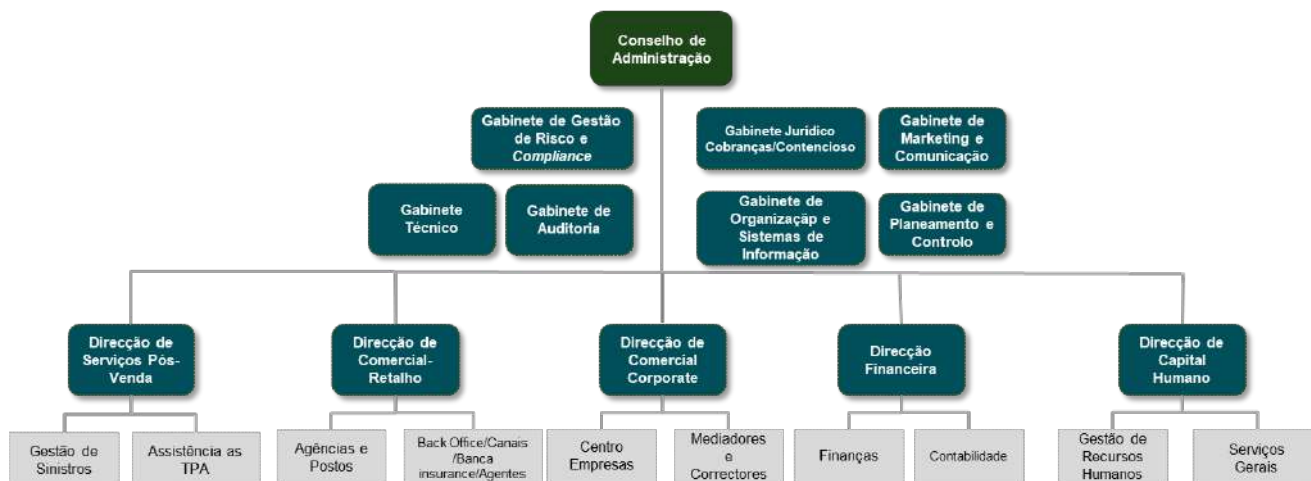 Conselho de
Administração
Gabinete de Gestão
de Risco e
Compliance
Gabinete Jurídico
Cobranças/Contencioso
Gabinete de
Marketing e
Comunicação
Gabinete
Técnico
Gabinete de
Auditoria
Gabinete de
Organizaçãp e
Sistemas de
Informação
Gabinete de
Planeamento e
Controlo
Direcção de
Serviços Pós-
Venda
Direcção de
Comercial-
Retalho
Direcção de
Comercial
Corporate
Direcção
Financeira
Direcção de
Capital
Humano
Gestão de
Sinistros
Assistência as
TPA
Agências e
Postos
Back Office/Canais
/Banca
insurance/Agentes
Centro
Empresas
Mediadores
e
Correctores
Finanças
Contabilidade
Gestão de
Recursos
Humanos
Serviços
Gerais